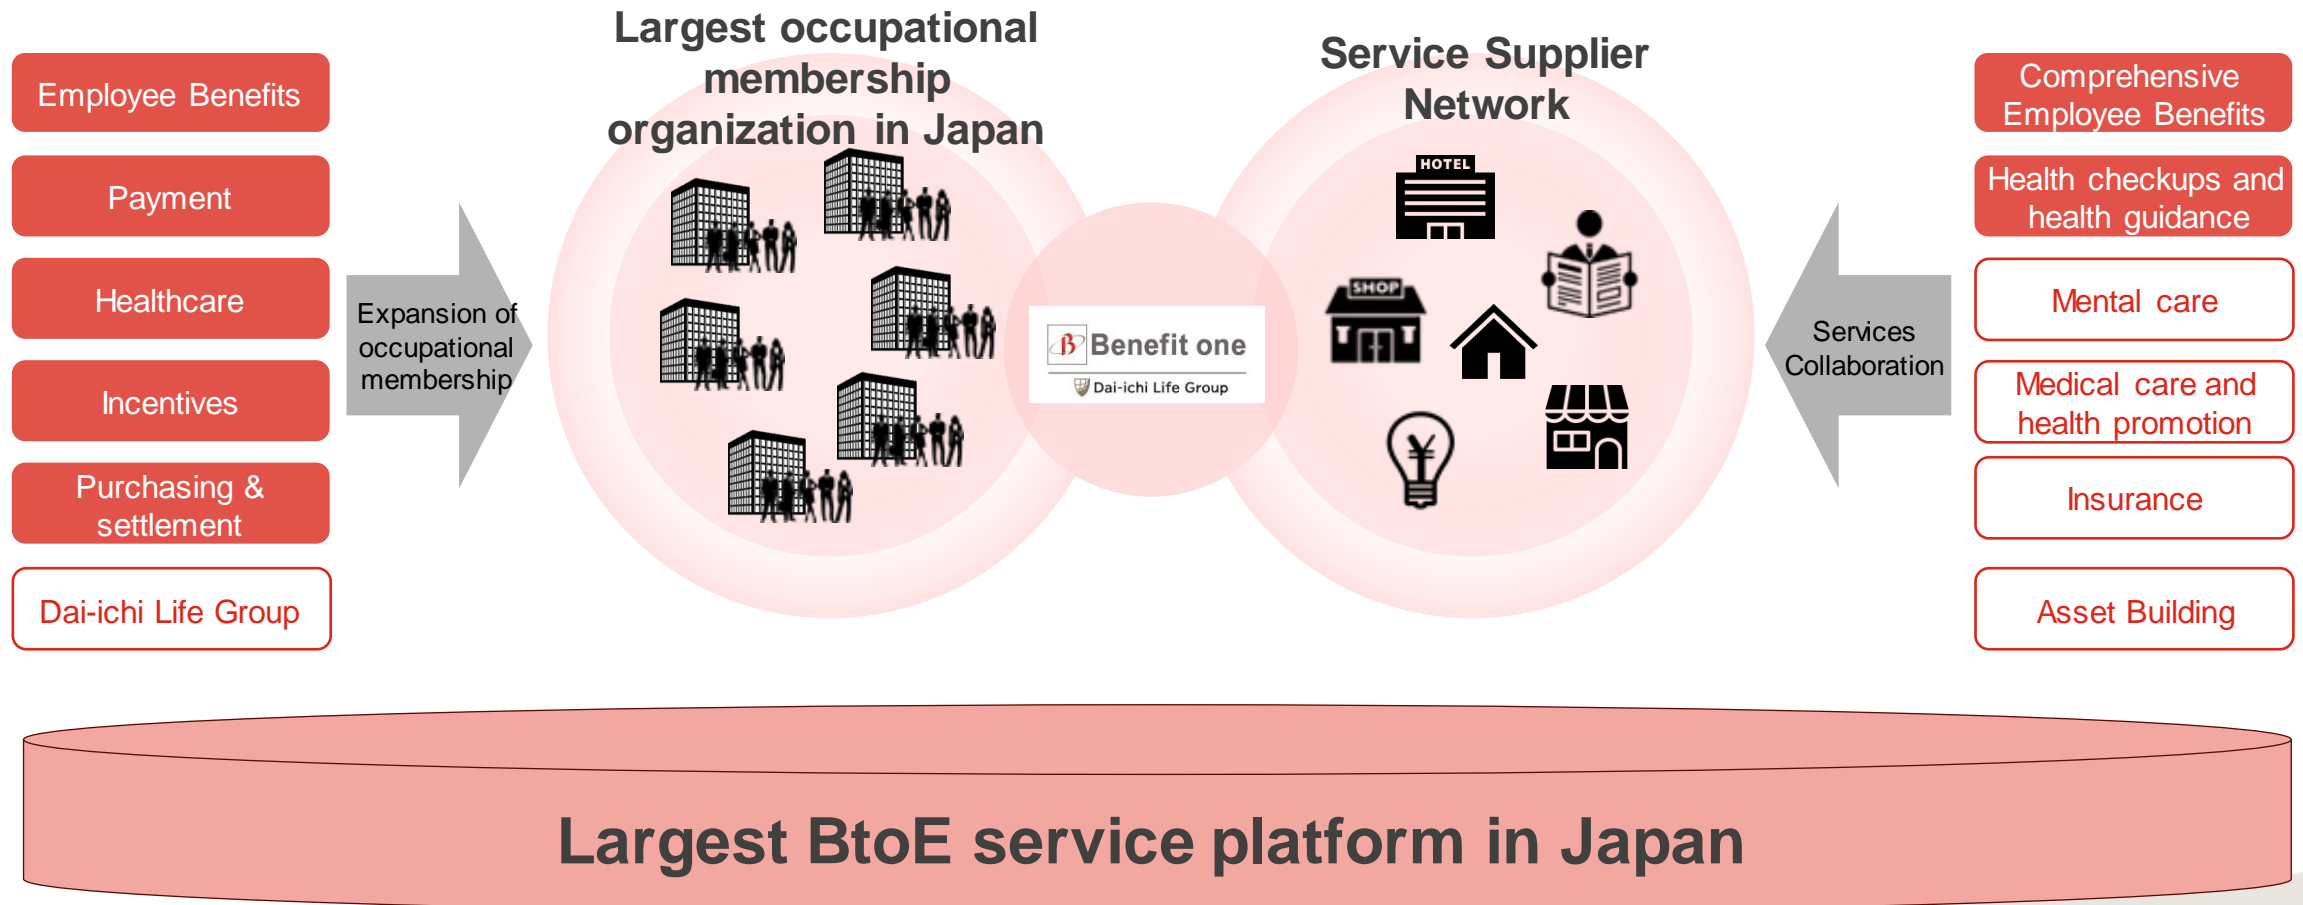 Largest occupational
membership
organization in Japan
Service Supplier
Network
Employee Benefits
Payment
Healthcare
Incentives
Purchasing &
settlement
Dai-ichi Life Group
Expansion of
occupational
membership
Benefit one
Dai-ichi Life Group
HOTEL
SHOP
¥
Services
Collaboration
Comprehensive
Employee Benefits
Health checkups and
health guidance
Mental care
Medical care and
health promotion
Insurance
Asset Building
Largest BtoE service platform in Japan